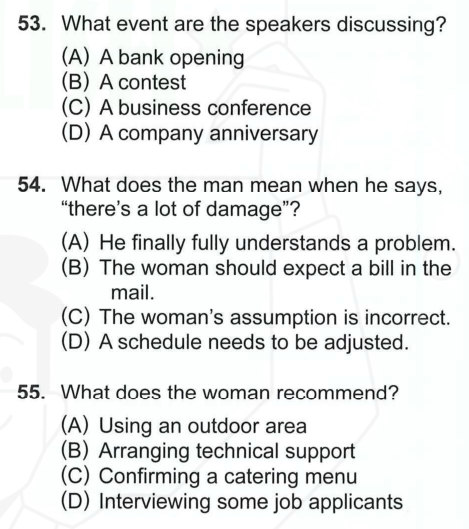 53. What event are the speakers discussing?
(A) A bank opening
(B) A contest
(C) A business conference
(D) A company anniversary
54. What does the man mean when he says,
“there’s a lot of damage”?
(A) He finally fully understands a problem.
(B) The woman should expect a bill in the
mail.
(C) The woman’s assumption is incorrect.
(D) A schedule needs to be adjusted.
55. What does the woman recommend?
(A) Using an outdoor area
(B) Arranging technical support
(C) Confirming a catering menu
(D) Interviewing some job applicants